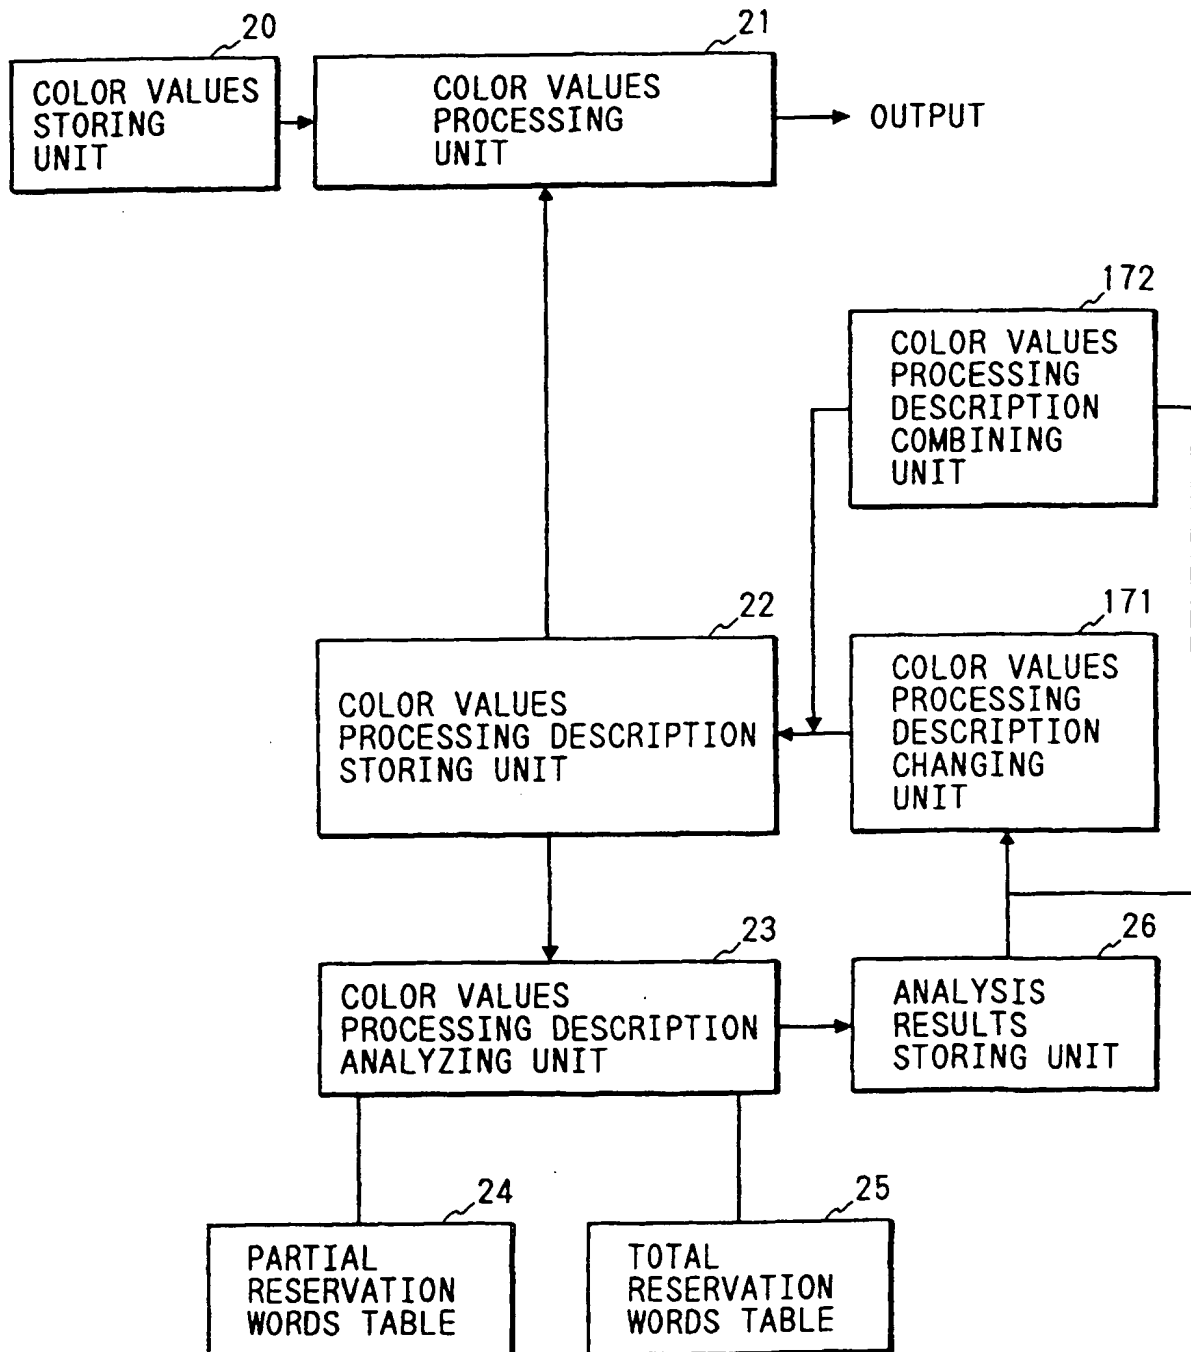 20
COLOR VALUES
STORING
UNIT
21
COLOR VALUES
PROCESSING
UNIT
OUTPUT
172
COLOR VALUES
PROCESSING
DESCRIPTION
COMBINING
UNIT
22
COLOR VALUES
PROCESSING DESCRIPTION
STORING UNIT
171
COLOR VALUES
PROCESSING
DESCRIPTION
CHANGING
UNIT
23
COLOR VALUES
PROCESSING DESCRIPTION
ANALYZING UNIT
26
ANALYSIS
RESULTS
STORING UNIT
24
PARTIAL
RESERVATION
WORDS TABLE
25
TOTAL
RESERVATION
WORDS TABLE